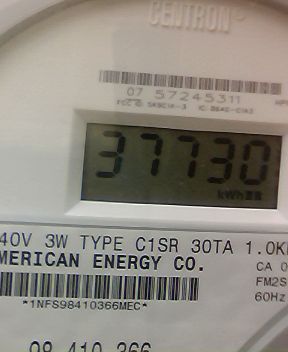 CENTRON®
07 57245311
37730
kWh
40V 3W TYPE C1SR 30TA 1.0K
MERICAN ENERGY CO.
CA 0
FM2S
60Hz
*1NFS98410366MEC*
98 410 366